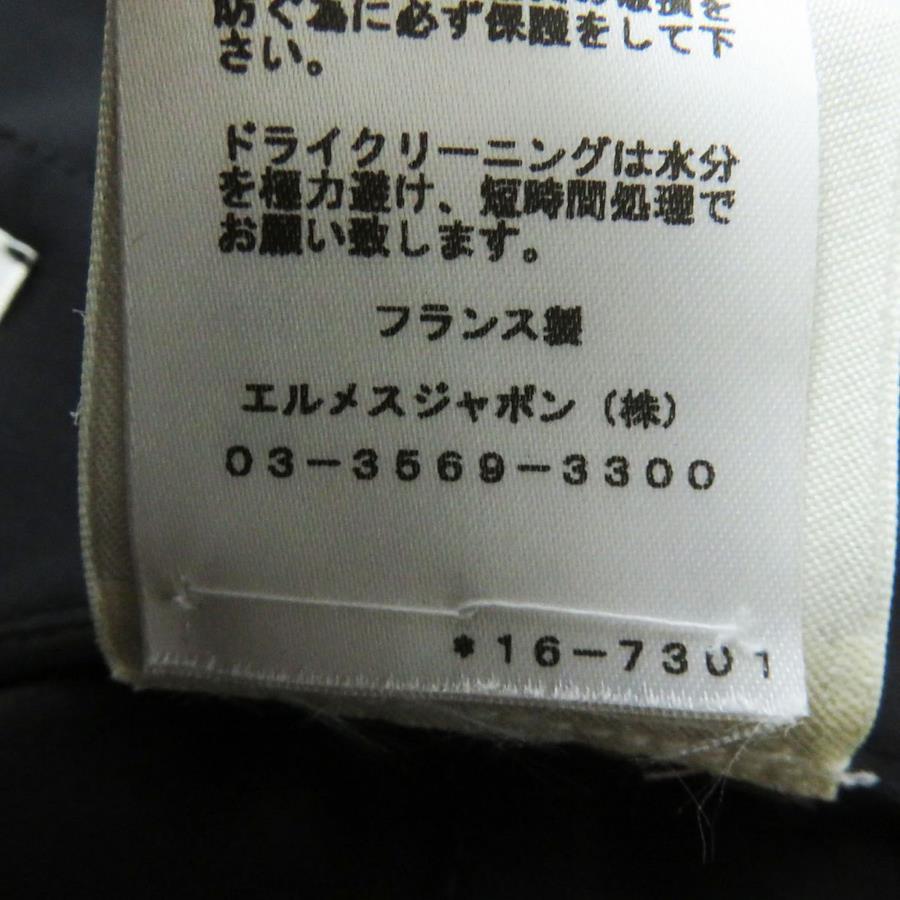 防ぐ為に必ず保護をして下
さい。
ドライクリーニングは水分
を極力避け、短時間処理で
お願い致します。
フランス製
エルメスジャポン（株）
03-3569-3300
*16-7301